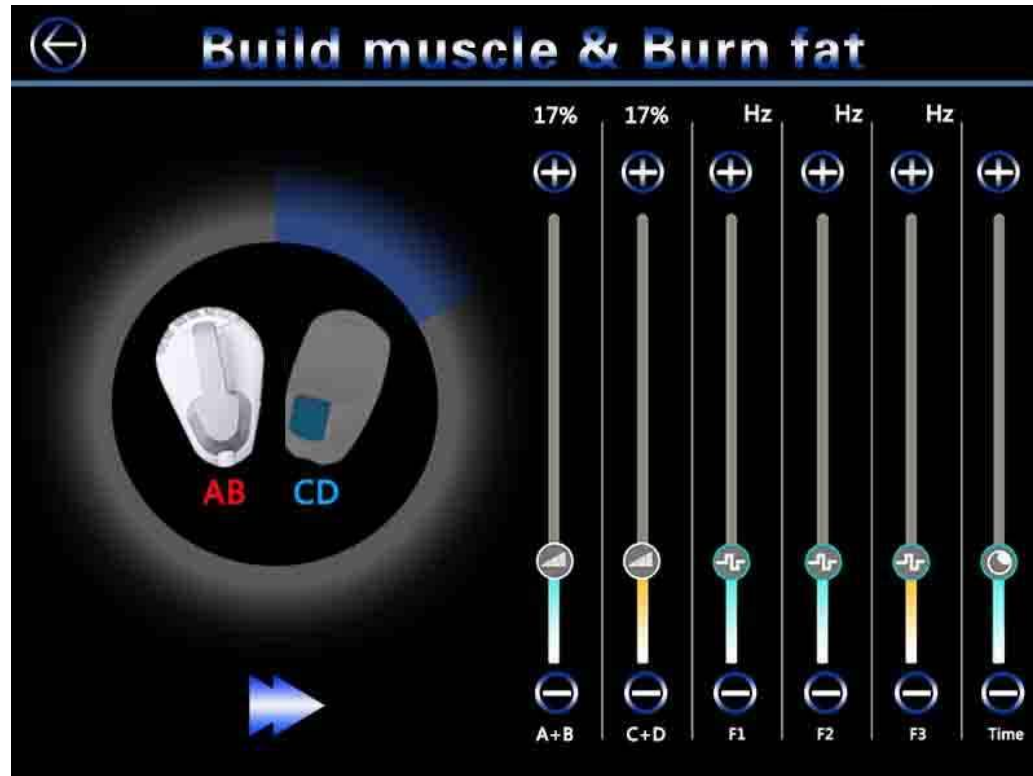 Build muscle & Burn fat
17% 17% Hz Hz Hz
AB CD
A+B C+D F1 F2 F3 Time